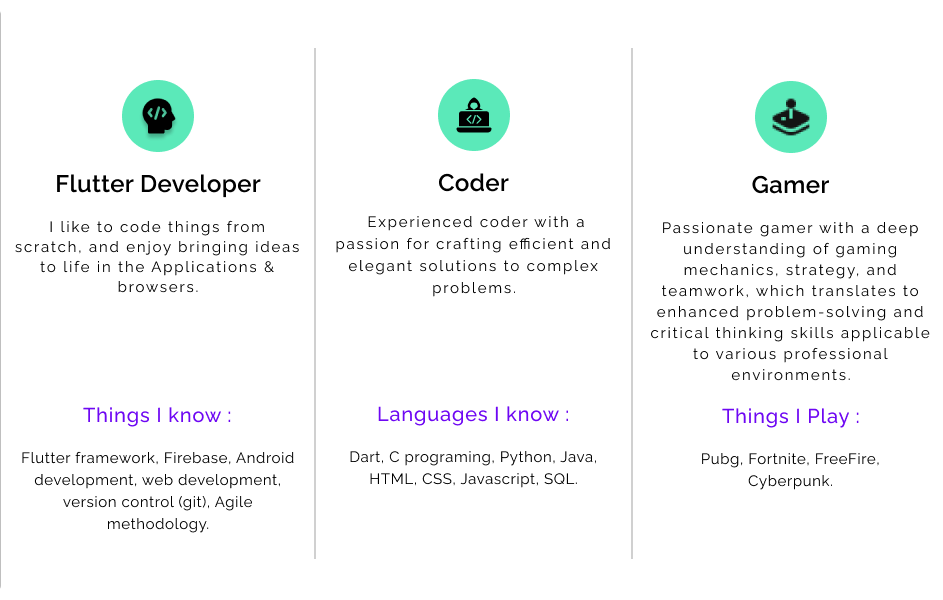 Flutter Developer
I like to code things from
scratch, and enjoy bringing ideas
to life in the Applications &
browsers.
Things I know :
Flutter framework, Firebase, Android
development, web development,
version control (git), Agile
methodology.
Coder
Experienced coder with a
passion for crafting efficient and
elegant solutions to complex
problems.
Languages I know :
Dart, C programing, Python, Java,
HTML, CSS, Javascript, SQL.
Gamer
Passionate gamer with a deep
understanding of gaming
mechanics, strategy, and
teamwork, which translates to
enhanced problem-solving and
critical thinking skills applicable
to various professional
environments.
Things I Play :
Pubg, Fortnite, FreeFire,
Cyberpunk.